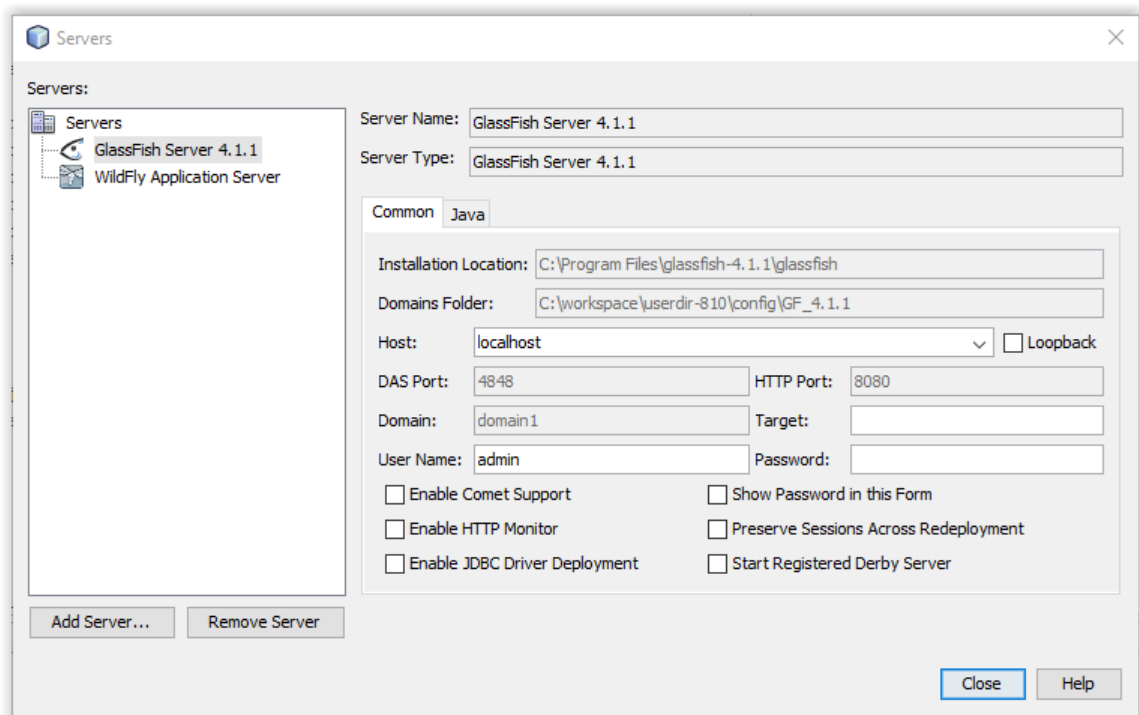 Servers
Servers:
Servers
GlassFish Server 4.1.1
WildFly Application Server
Add Server...
Remove Server
Server Name: GlassFish Server 4.1.1
Server Type: GlassFish Server 4.1.1
Common Java
Installation Location: C:\Program Files\glassfish-4.1.1\glassfish
Domains Folder: C:\workspace\userdir-810\config\GF_4.1.1
Host: localhost Loopback
DAS Port: 4848 HTTP Port: 8080
Domain: domain1 Target:
User Name: admin Password:
Enable Comet Support Show Password in this Form
Enable HTTP Monitor Preserve Sessions Across Redeployment
Enable JDBC Driver Deployment Start Registered Derby Server
Close Help